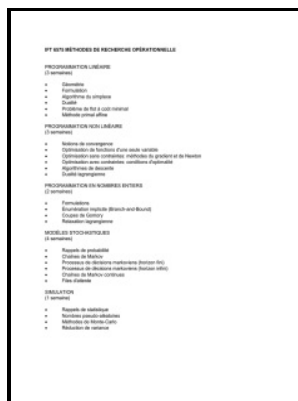 IFT 6575 MÉTHODES DE RECHERCHE OPÉRATIONNELLE
PROGRAMMATION LINÉAIRE
(3 semaines)
• Géométrie
• Formulation
• Algorithme du simplexe
• Dualité
• Problème de flot à coût minimal
• Méthode primal affine
PROGRAMMATION NON LINÉAIRE
(3 semaines)
• Notions de convergence
• Optimisation de fonctions d'une seule variable
• Optimisation sans contraintes: méthodes du gradient et de Newton
• Optimisation avec contraintes: conditions d'optimalité
• Algorithmes de descente
• Dualité lagrangienne
PROGRAMMATION EN NOMBRES ENTIERS
(2 semaines)
• Formulations
• Énumération implicite (Branch-and-Bound)
• Coupes de Gomory
• Relaxation lagrangienne
MODÈLES STOCHASTIQUES
(4 semaines)
• Rappels de probabilité
• Chaînes de Markov
• Processus de décisions markoviens (horizon fini)
• Processus de décisions markoviens (horizon infini)
• Chaînes de Markov continues
• Files d'attente
SIMULATION
(1 semaine)
• Rappels de statistique
• Nombres pseudo-aléatoires
• Méthodes de Monte-Carlo
• Réduction de variance